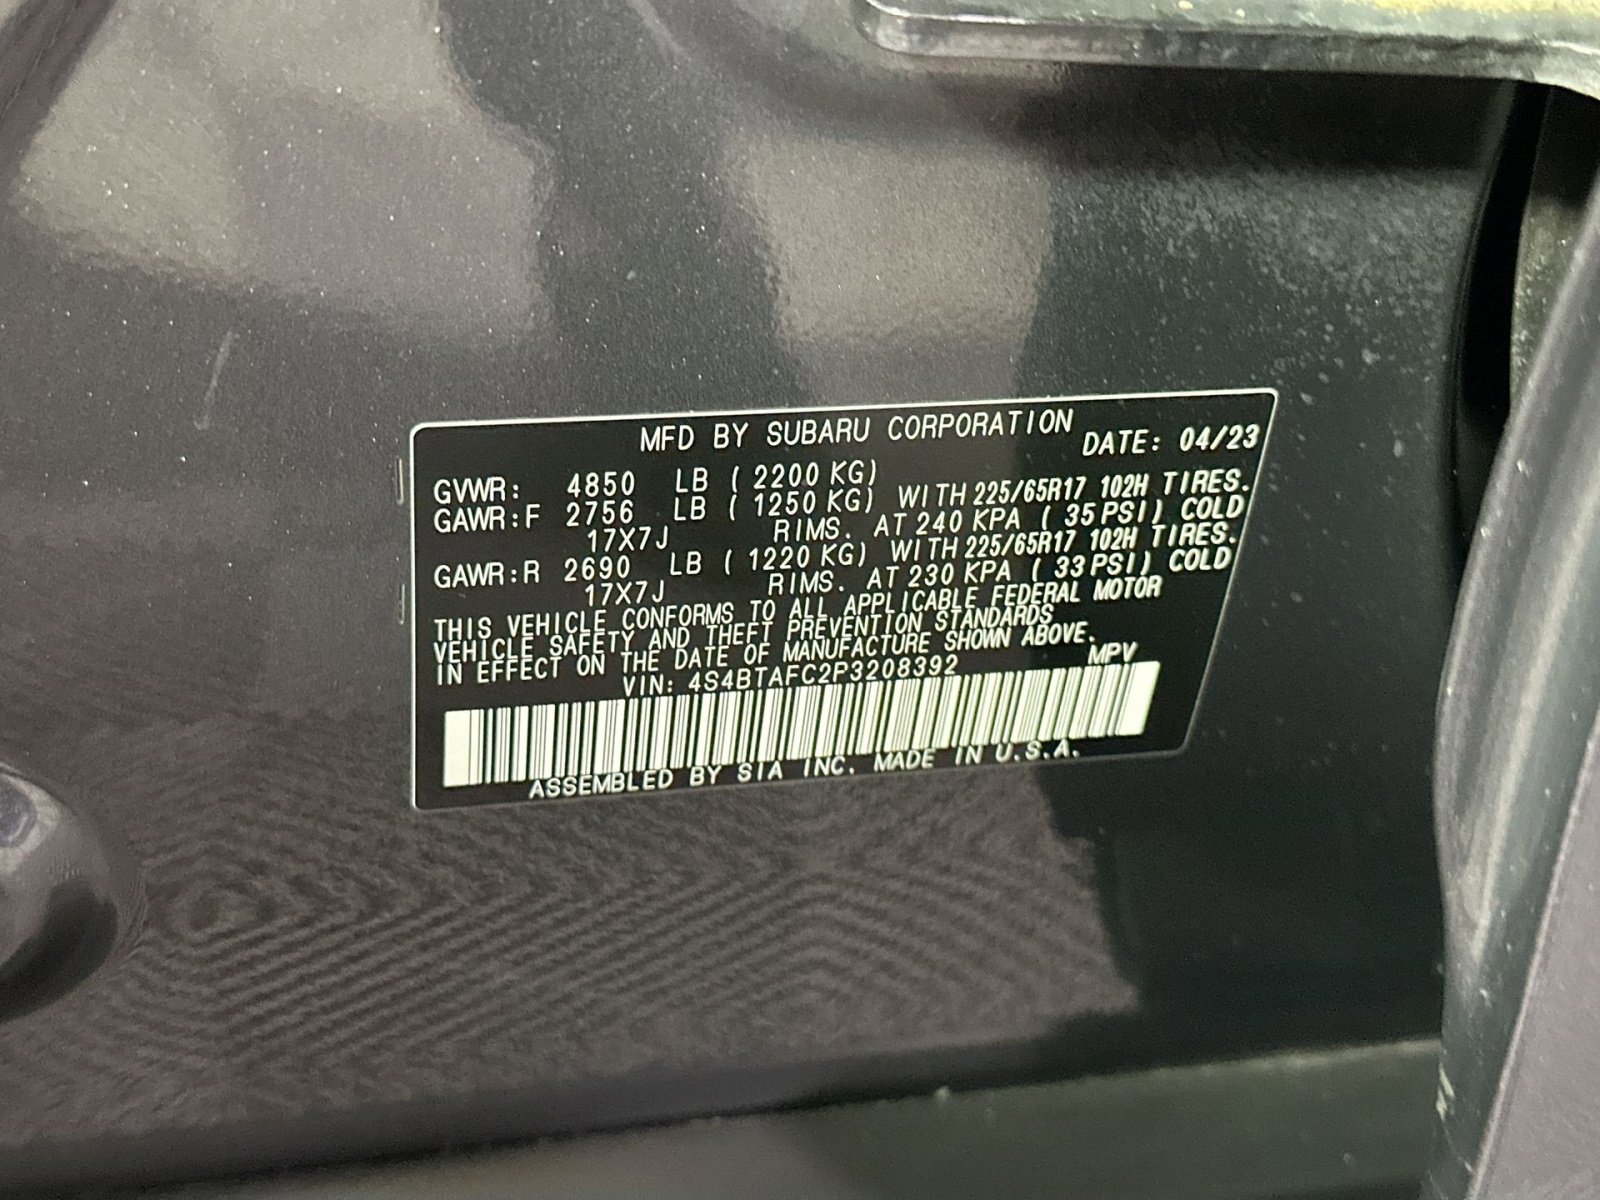 MFD BY SUBARU CORPORATION DATE: 04/23
GVWR: 4850 LB ( 2200 KG)
GAWR:F 2756 LB ( 1250 KG) WITH 225/65R17 102H TIRES.
17X7J RIMS. AT 240 KPA ( 35 PSI) COLD
GAWR:R 2690 LB ( 1220 KG) WITH 225/65R17 102H TIRES.
17X7J RIMS. AT 230 KPA ( 33 PSI) COLD
THIS VEHICLE CONFORMS TO ALL APPLICABLE FEDERAL MOTOR
VEHICLE SAFETY AND THEFT PREVENTION STANDARDS
IN EFFECT ON THE DATE OF MANUFACTURE SHOWN ABOVE.
VIN: 4S4BTAFC2P3208392 MPV
ASSEMBLED BY SIA INC. MADE IN U.S.A.